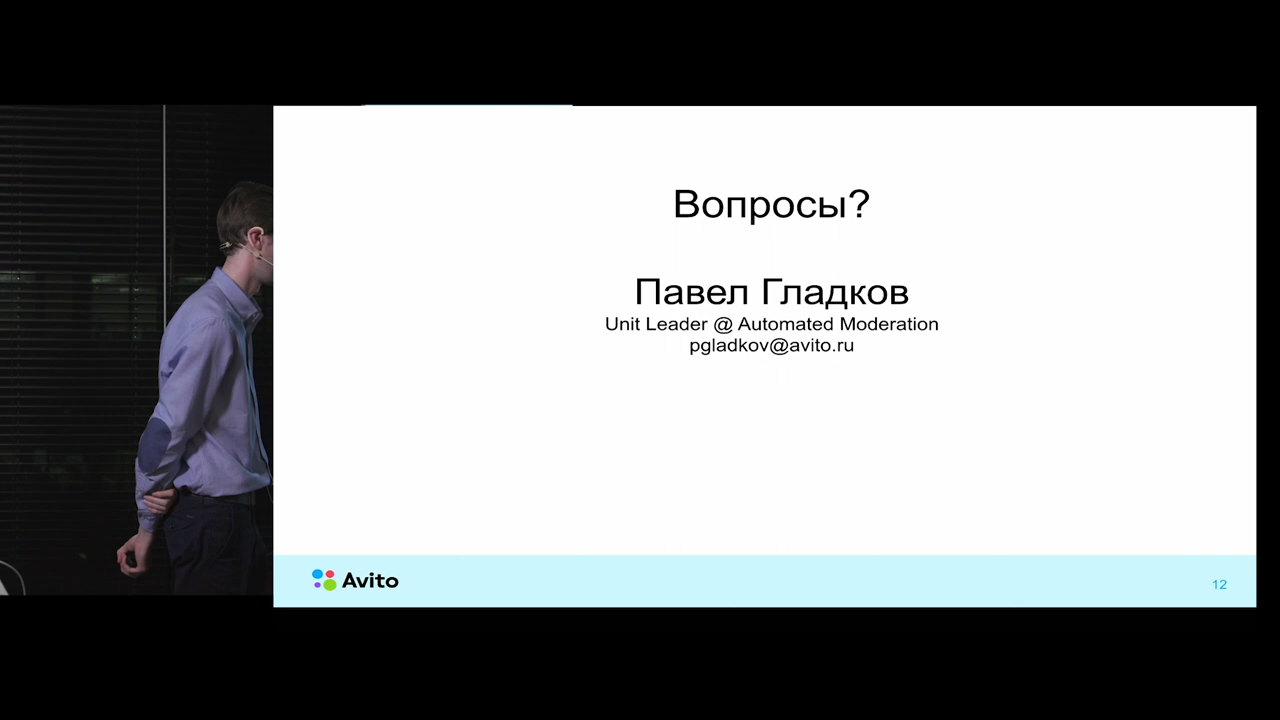 Вопросы?
Павел Гладков
Unit Leader @ Automated Moderation
pgladkov@avito.ru
Avito
12